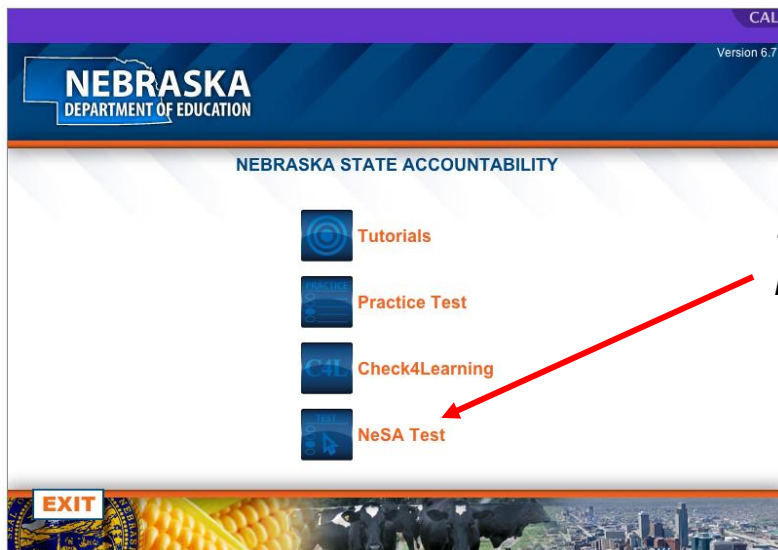 CAL
Version 6.7
NEBRASKA
DEPARTMENT OF EDUCATION
NEBRASKA STATE ACCOUNTABILITY
Tutorials
PRACTICE
Practice Test
C4L
Check4Learning
TEST
NeSA Test
EXIT